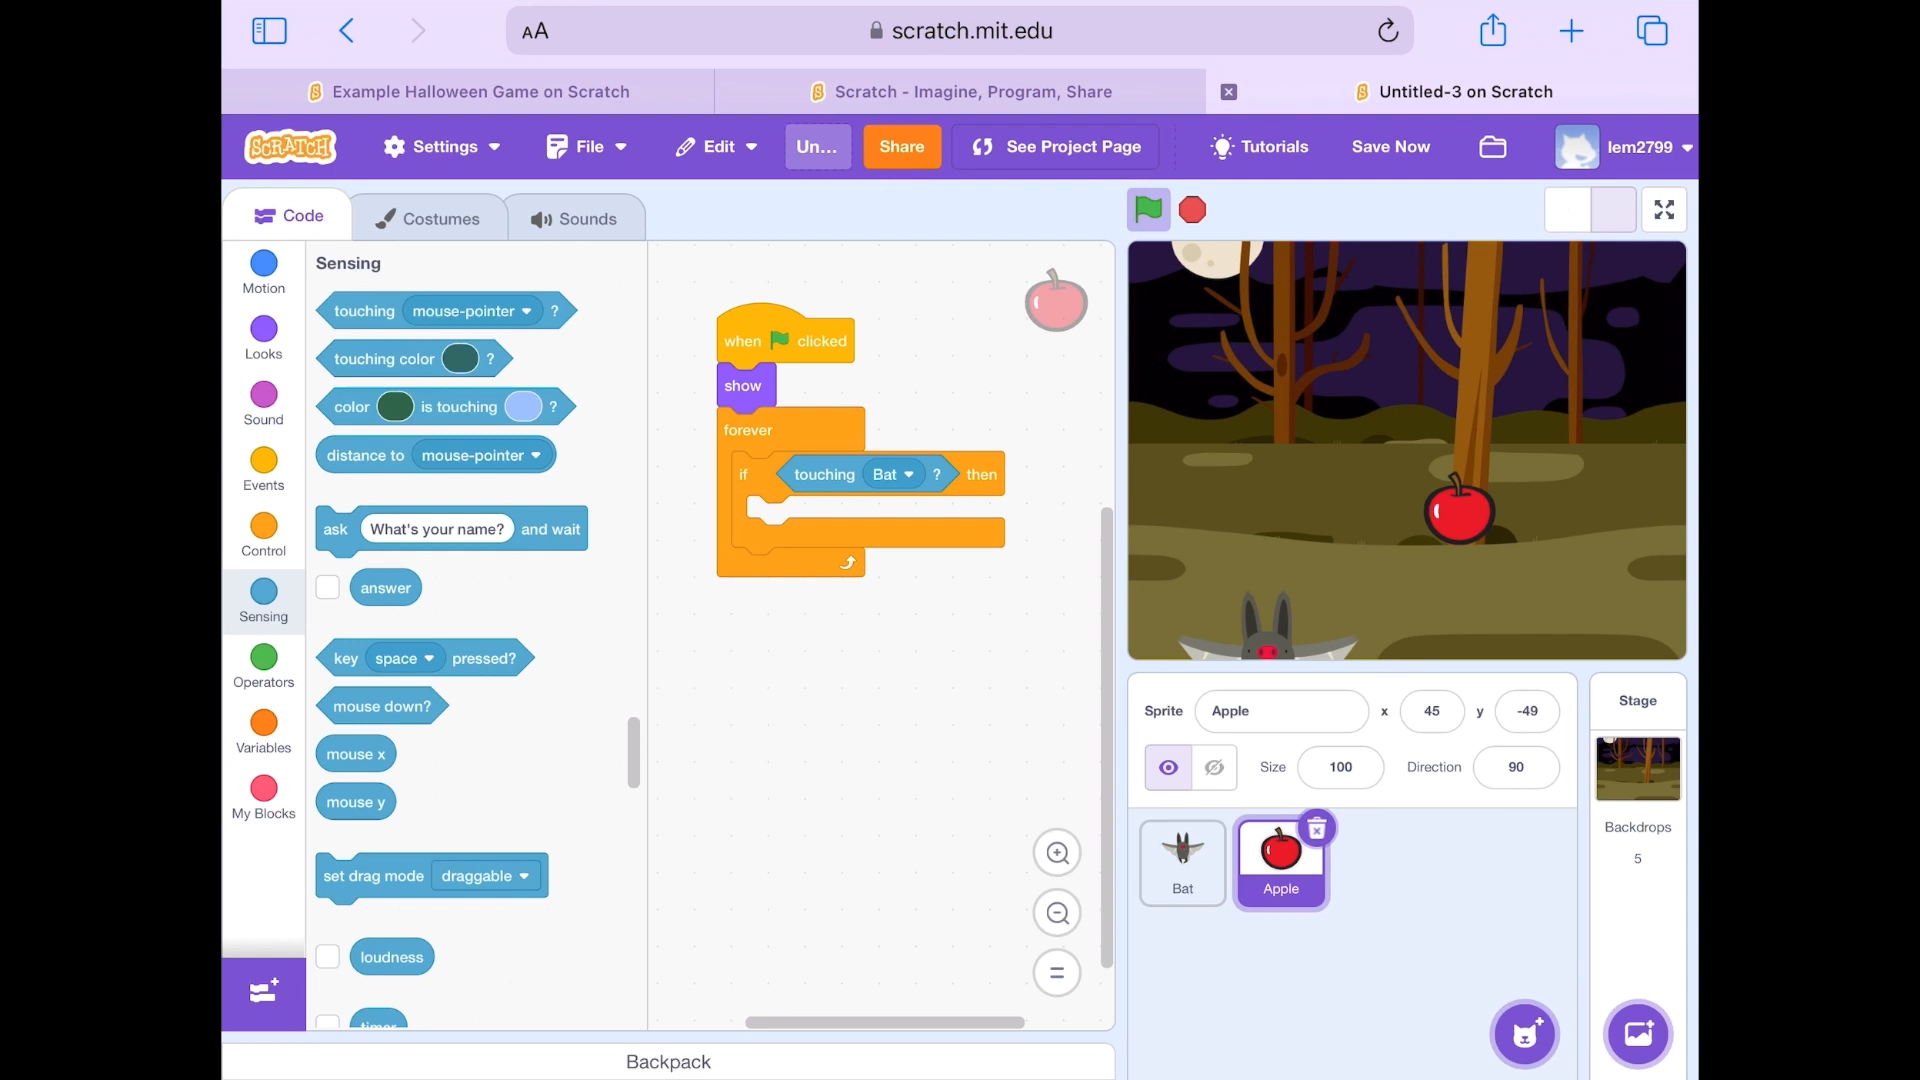 AA
scratch.mit.edu
Example Halloween Game on Scratch
Scratch - Imagine, Program, Share
Untitled-3 on Scratch
SCRATCH
Settings
File
Edit
Un...
Share
See Project Page
Tutorials
Save Now
lem2799
Code
Costumes
Sounds
Motion
Looks
Sound
Events
Control
Sensing
Operators
Variables
My Blocks
Sensing
touching mouse-pointer ?
touching color ?
color is touching ?
distance to mouse-pointer
ask What's your name? and wait
answer
key space pressed?
mouse down?
mouse x
mouse y
set drag mode draggable
loudness
timer
when clicked
show
forever
if touching Bat ? then
Sprite Apple x 45 y -49
Size 100 Direction 90
Bat
Apple
Stage
Backdrops
5
Backpack